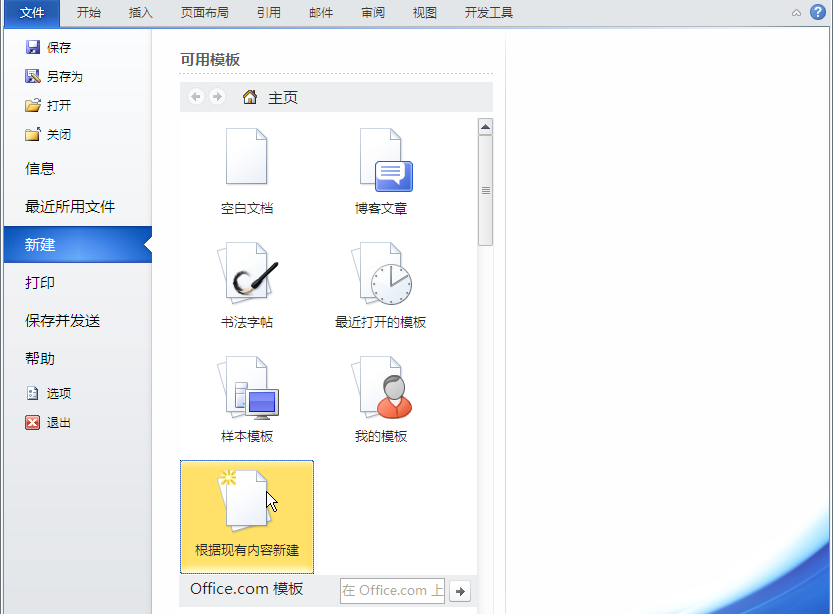 文件 开始 插入 页面布局 引用 邮件 审阅 视图 开发工具
保存
另存为
打开
关闭
信息
最近所用文件
新建
打印
保存并发送
帮助
选项
退出
可用模板
主页
空白文档 博客文章
书法字帖 最近打开的模板
样本模板 我的模板
根据现有内容新建
Office.com 模板 在 Office.com 上